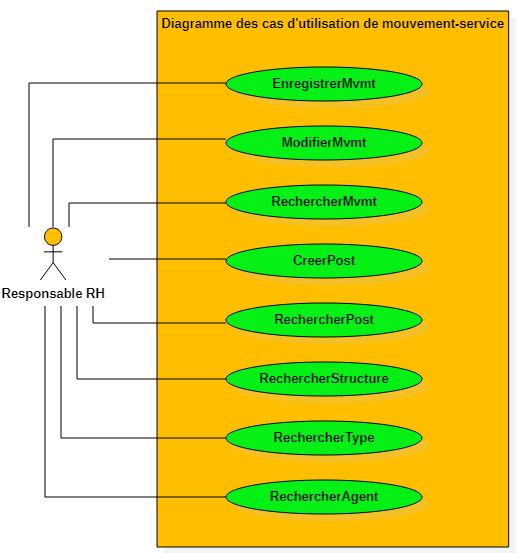 Diagramme des cas d'utilisation de mouvement-service
EnregistrerMvmt
ModifierMvmt
RechercherMvmt
CreerPost
Responsable RH
RechercherPost
RechercherStructure
RechercherType
RechercherAgent